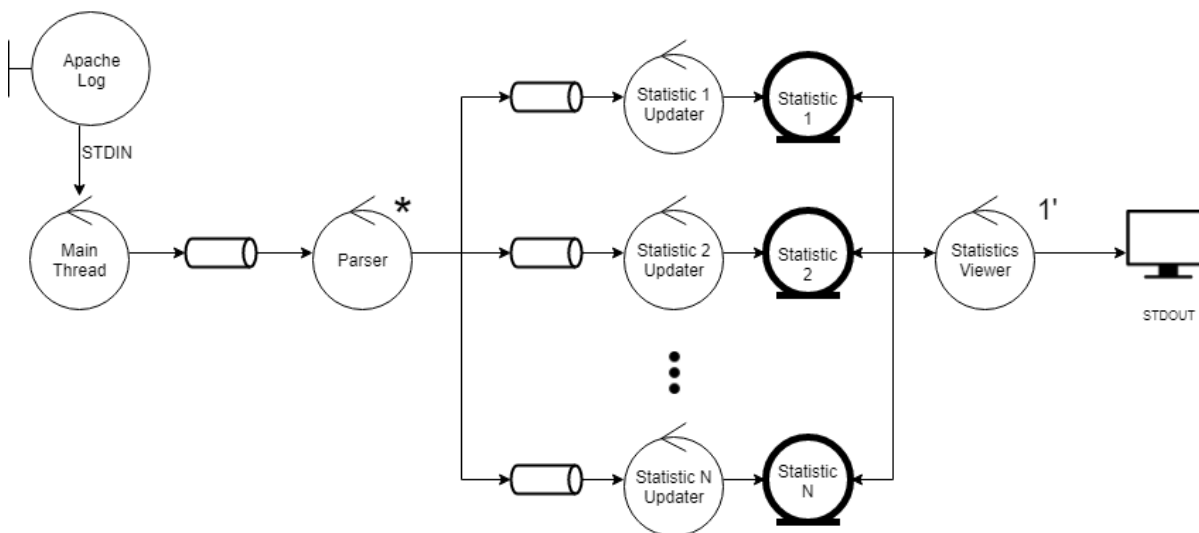 Apache
Log
STDIN
Main
Thread
Parser
*
Statistic 1
Updater
Statistic
1
Statistic 2
Updater
Statistic
2
Statistic N
Updater
Statistic
N
Statistics
Viewer
1'
STDOUT